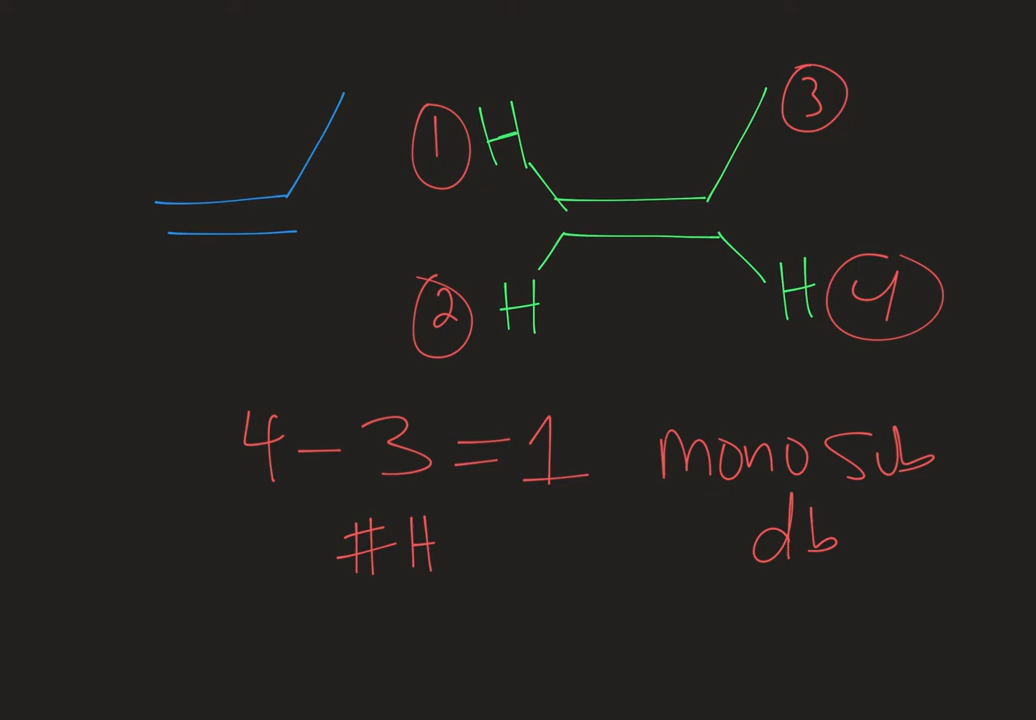 ① H ③
② H H ④
4 - 3 = 1 monosub
#H db